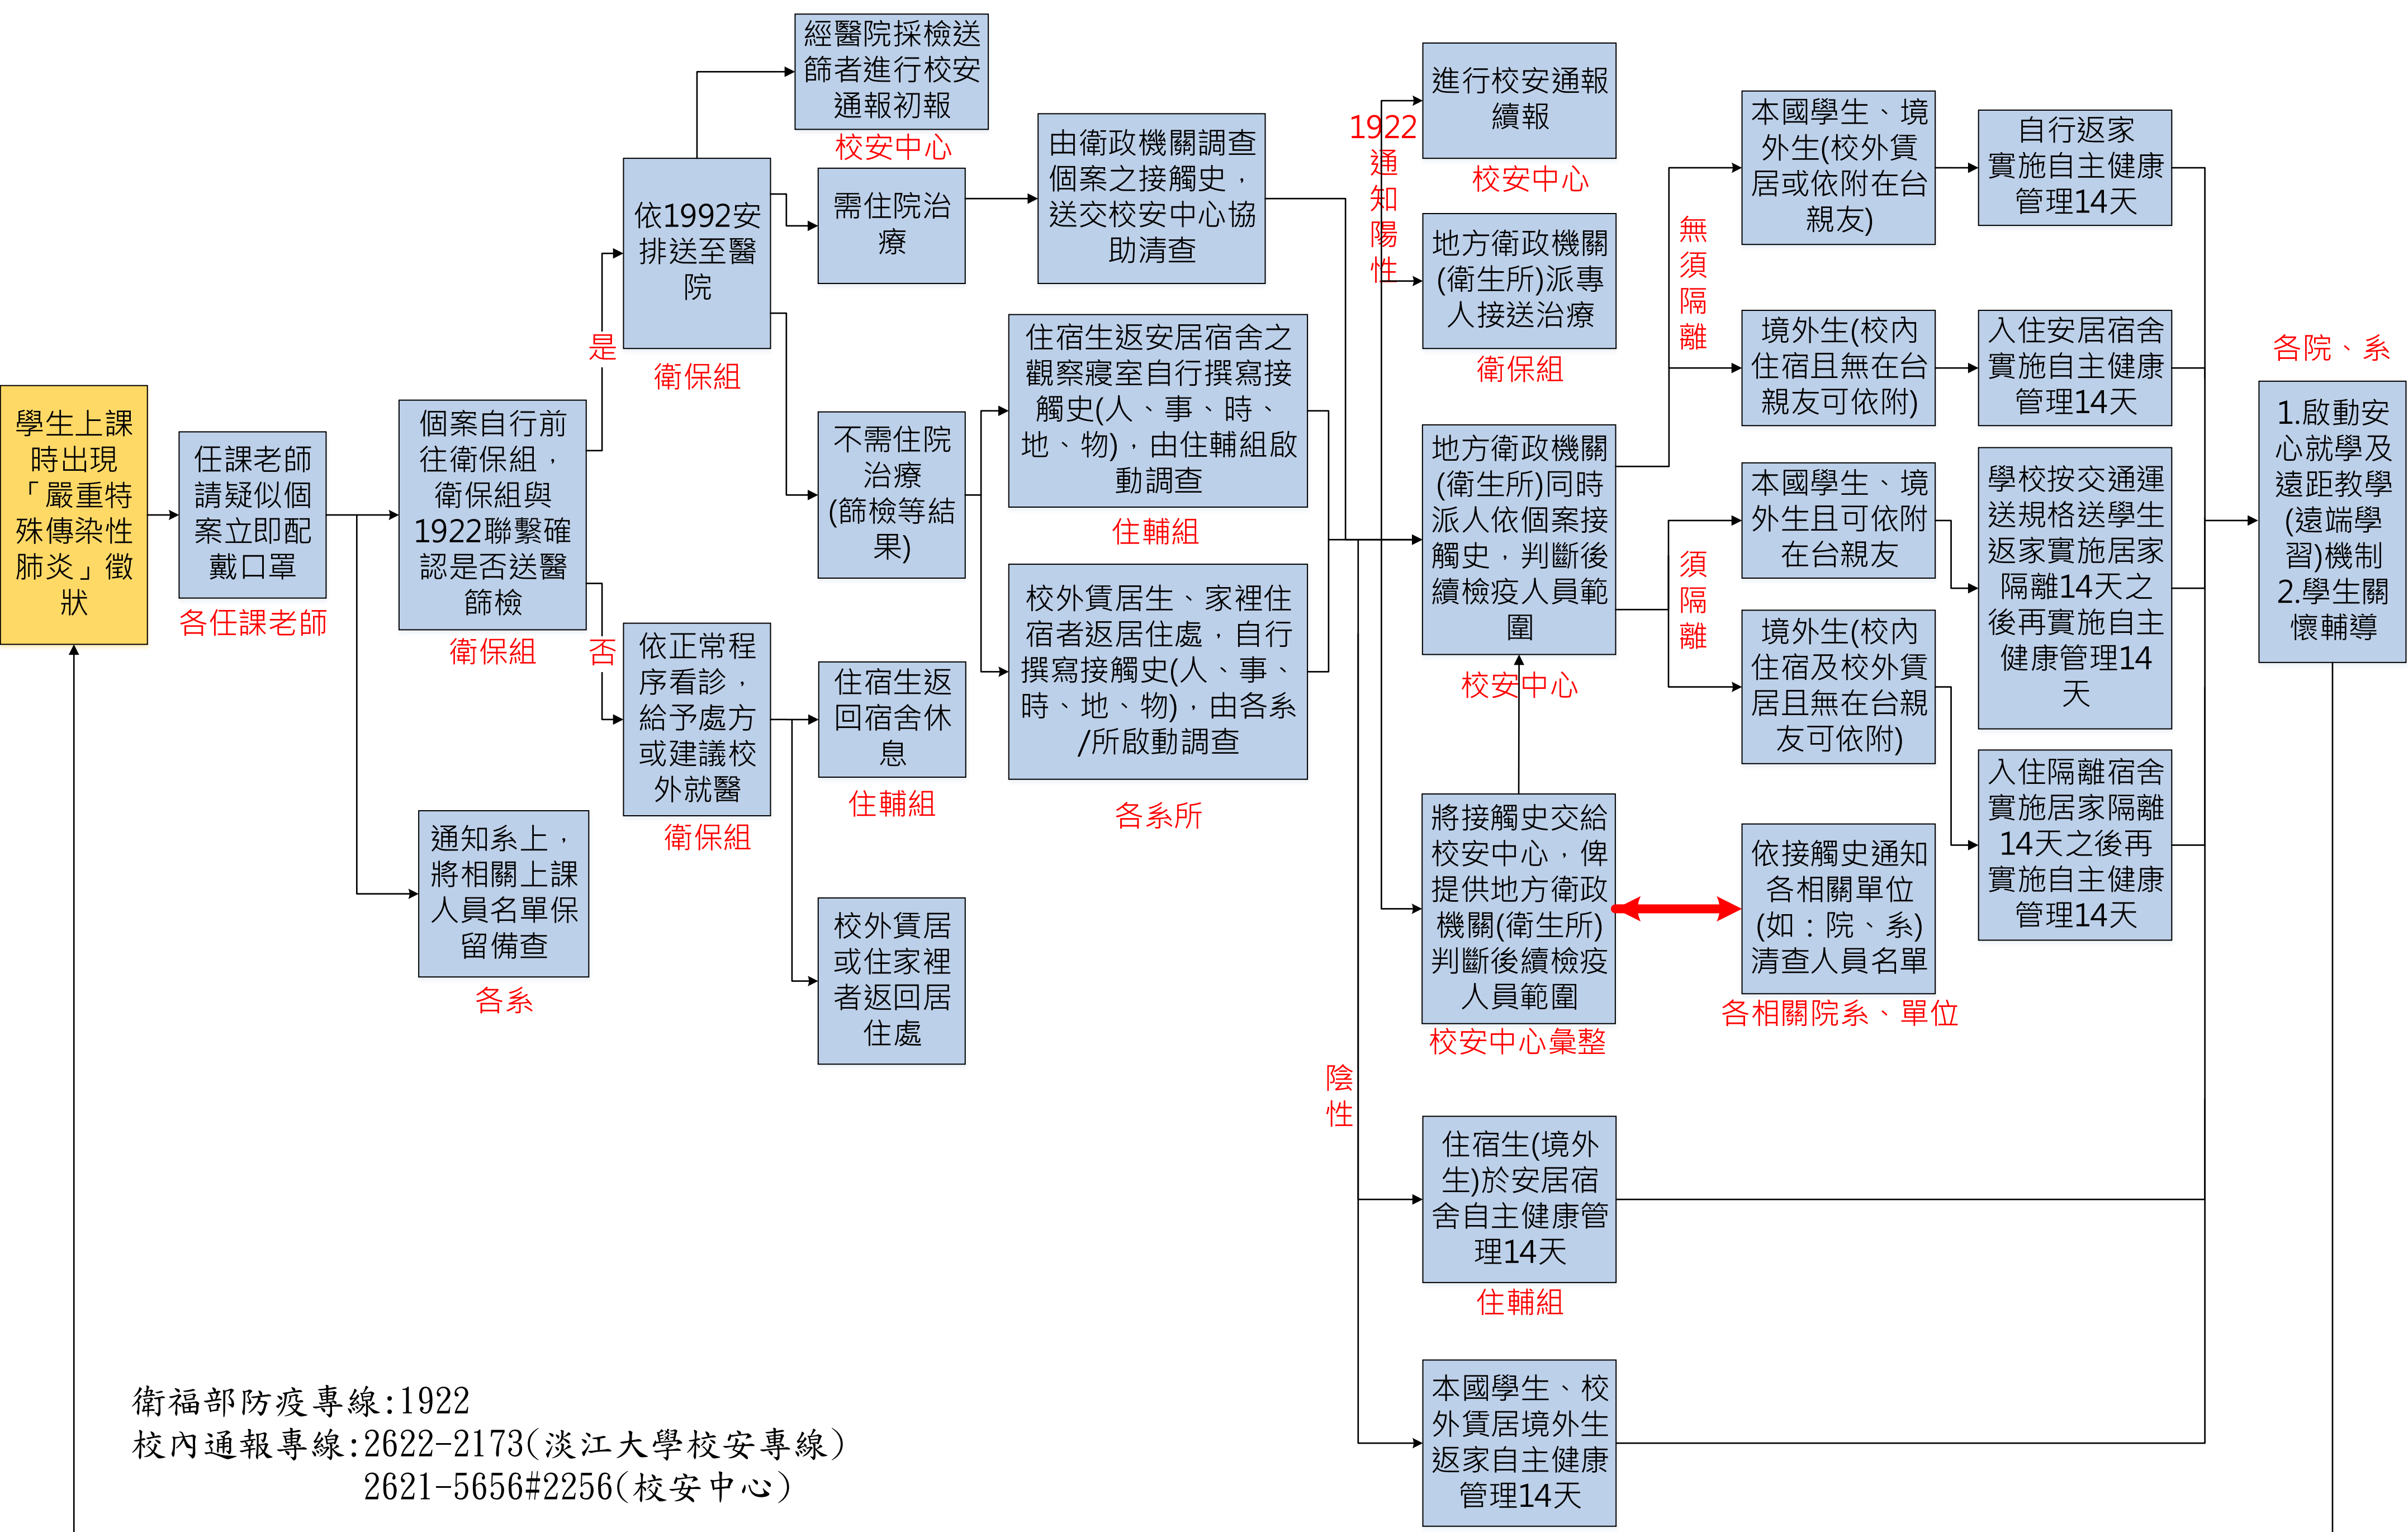 學生上課
時出現
「嚴重特
殊傳染性
肺炎」徵
狀
任課老師
請疑似個
案立即配
戴口罩
各任課老師
個案自行前
往衛保組，
衛保組與
1922聯繫確
認是否送醫
篩檢
衛保組
通知系上，
將相關上課
人員名單保
留備查
各系
是
否
依1992安
排送至醫
院
衛保組
依正常程
序看診，
給予處方
或建議校
外就醫
衛保組
經醫院採檢送
篩者進行校安
通報初報
校安中心
需住院治
療
不需住院
治療
(篩檢等結
果)
住宿生返
回宿舍休
息
住輔組
校外賃居
或住家裡
者返回居
住處
由衛政機關調查
個案之接觸史，
送交校安中心協
助清查
住宿生返安居宿舍之
觀察寢室自行撰寫接
觸史(人、事、時、
地、物)，由住輔組啟
動調查
住輔組
校外賃居生、家裡住
宿者返居住處，自行
撰寫接觸史(人、事、
時、地、物)，由各系
/所啟動調查
各系所
1922
通
知
陽
性
陰
性
進行校安通報
續報
校安中心
地方衛政機關
(衛生所)派專
人接送治療
衛保組
地方衛政機關
(衛生所)同時
派人依個案接
觸史，判斷後
續檢疫人員範
圍
校安中心
將接觸史交給
校安中心，俾
提供地方衛政
機關(衛生所)
判斷後續檢疫
人員範圍
校安中心彙整
住宿生(境外
生)於安居宿
舍自主健康管
理14天
住輔組
本國學生、校
外賃居境外生
返家自主健康
管理14天
無
須
隔
離
須
隔
離
本國學生、境
外生(校外賃
居或依附在台
親友)
境外生(校內
住宿且無在台
親友可依附)
本國學生、境
外生且可依附
在台親友
境外生(校內
住宿及校外賃
居且無在台親
友可依附)
依接觸史通知
各相關單位
(如：院、系)
清查人員名單
各相關院系、單位
自行返家
實施自主健康
管理14天
入住安居宿舍
實施自主健康
管理14天
學校按交通運
送規格送學生
返家實施居家
隔離14天之
後再實施自主
健康管理14
天
入住隔離宿舍
實施居家隔離
14天之後再
實施自主健康
管理14天
各院、系
1.啟動安
心就學及
遠距教學
(遠端學
習)機制
2.學生關
懷輔導
衛福部防疫專線:1922
校內通報專線:2622-2173(淡江大學校安專線)
2621-5656#2256(校安中心)